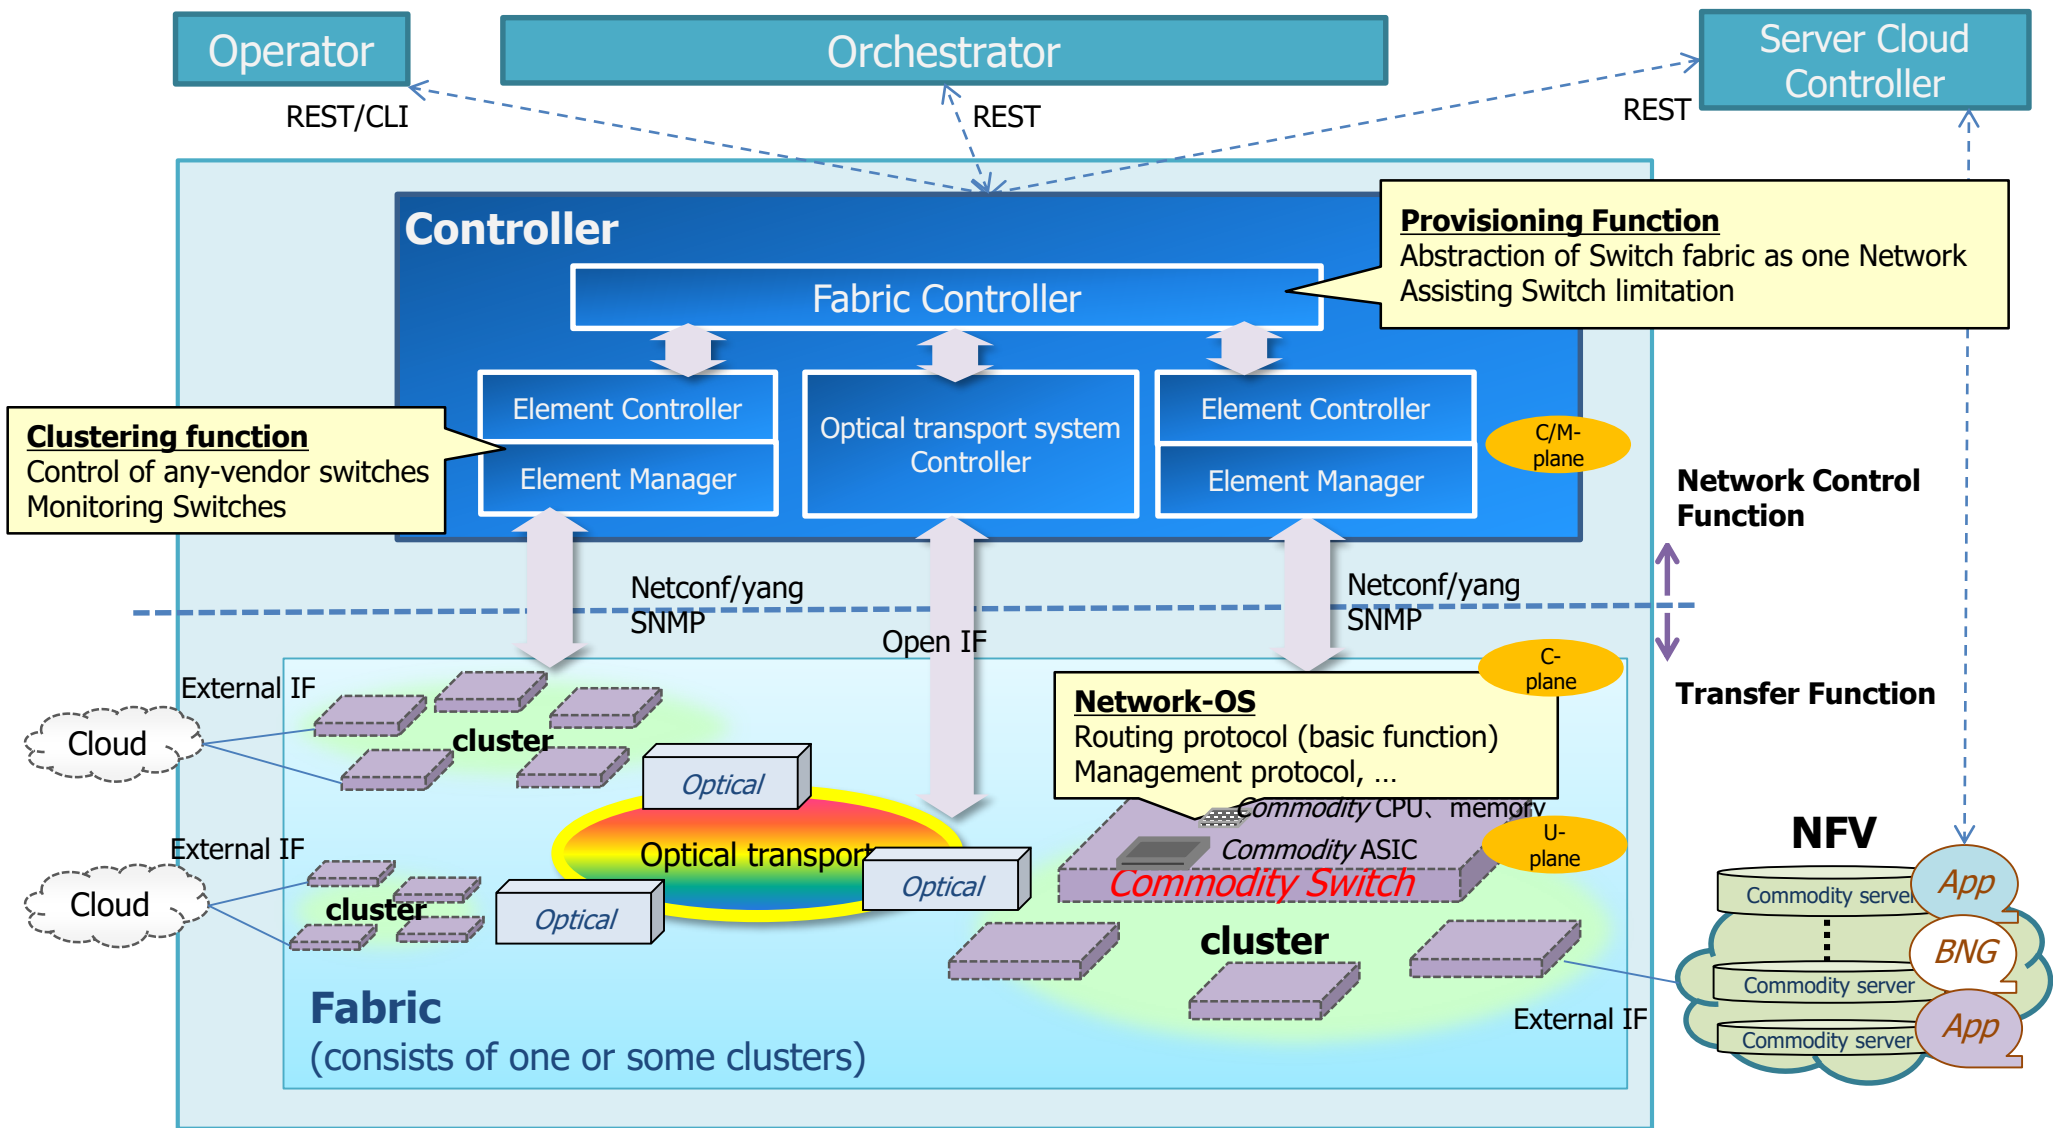 Operator
Orchestrator
Server Cloud
Controller
REST/CLI
REST
REST
Controller
Provisioning Function
Abstraction of Switch fabric as one Network
Assisting Switch limitation
Fabric Controller
Element Controller
Element Manager
Optical transport system
Controller
Element Controller
Element Manager
C/M-
plane
Clustering function
Control of any-vendor switches
Monitoring Switches
Network Control
Function
Netconf/yang
SNMP
Open IF
Netconf/yang
SNMP
Transfer Function
C-
plane
External IF
Cloud
cluster
Network-OS
Routing protocol (basic function)
Management protocol, …
Optical
Commodity CPU、memory
Commodity ASIC
Commodity Switch
U-
plane
External IF
Cloud
cluster
Optical transport
Optical
Optical
cluster
External IF
NFV
Commodity server
App
BNG
Commodity server
App
Commodity server
Fabric
(consists of one or some clusters)